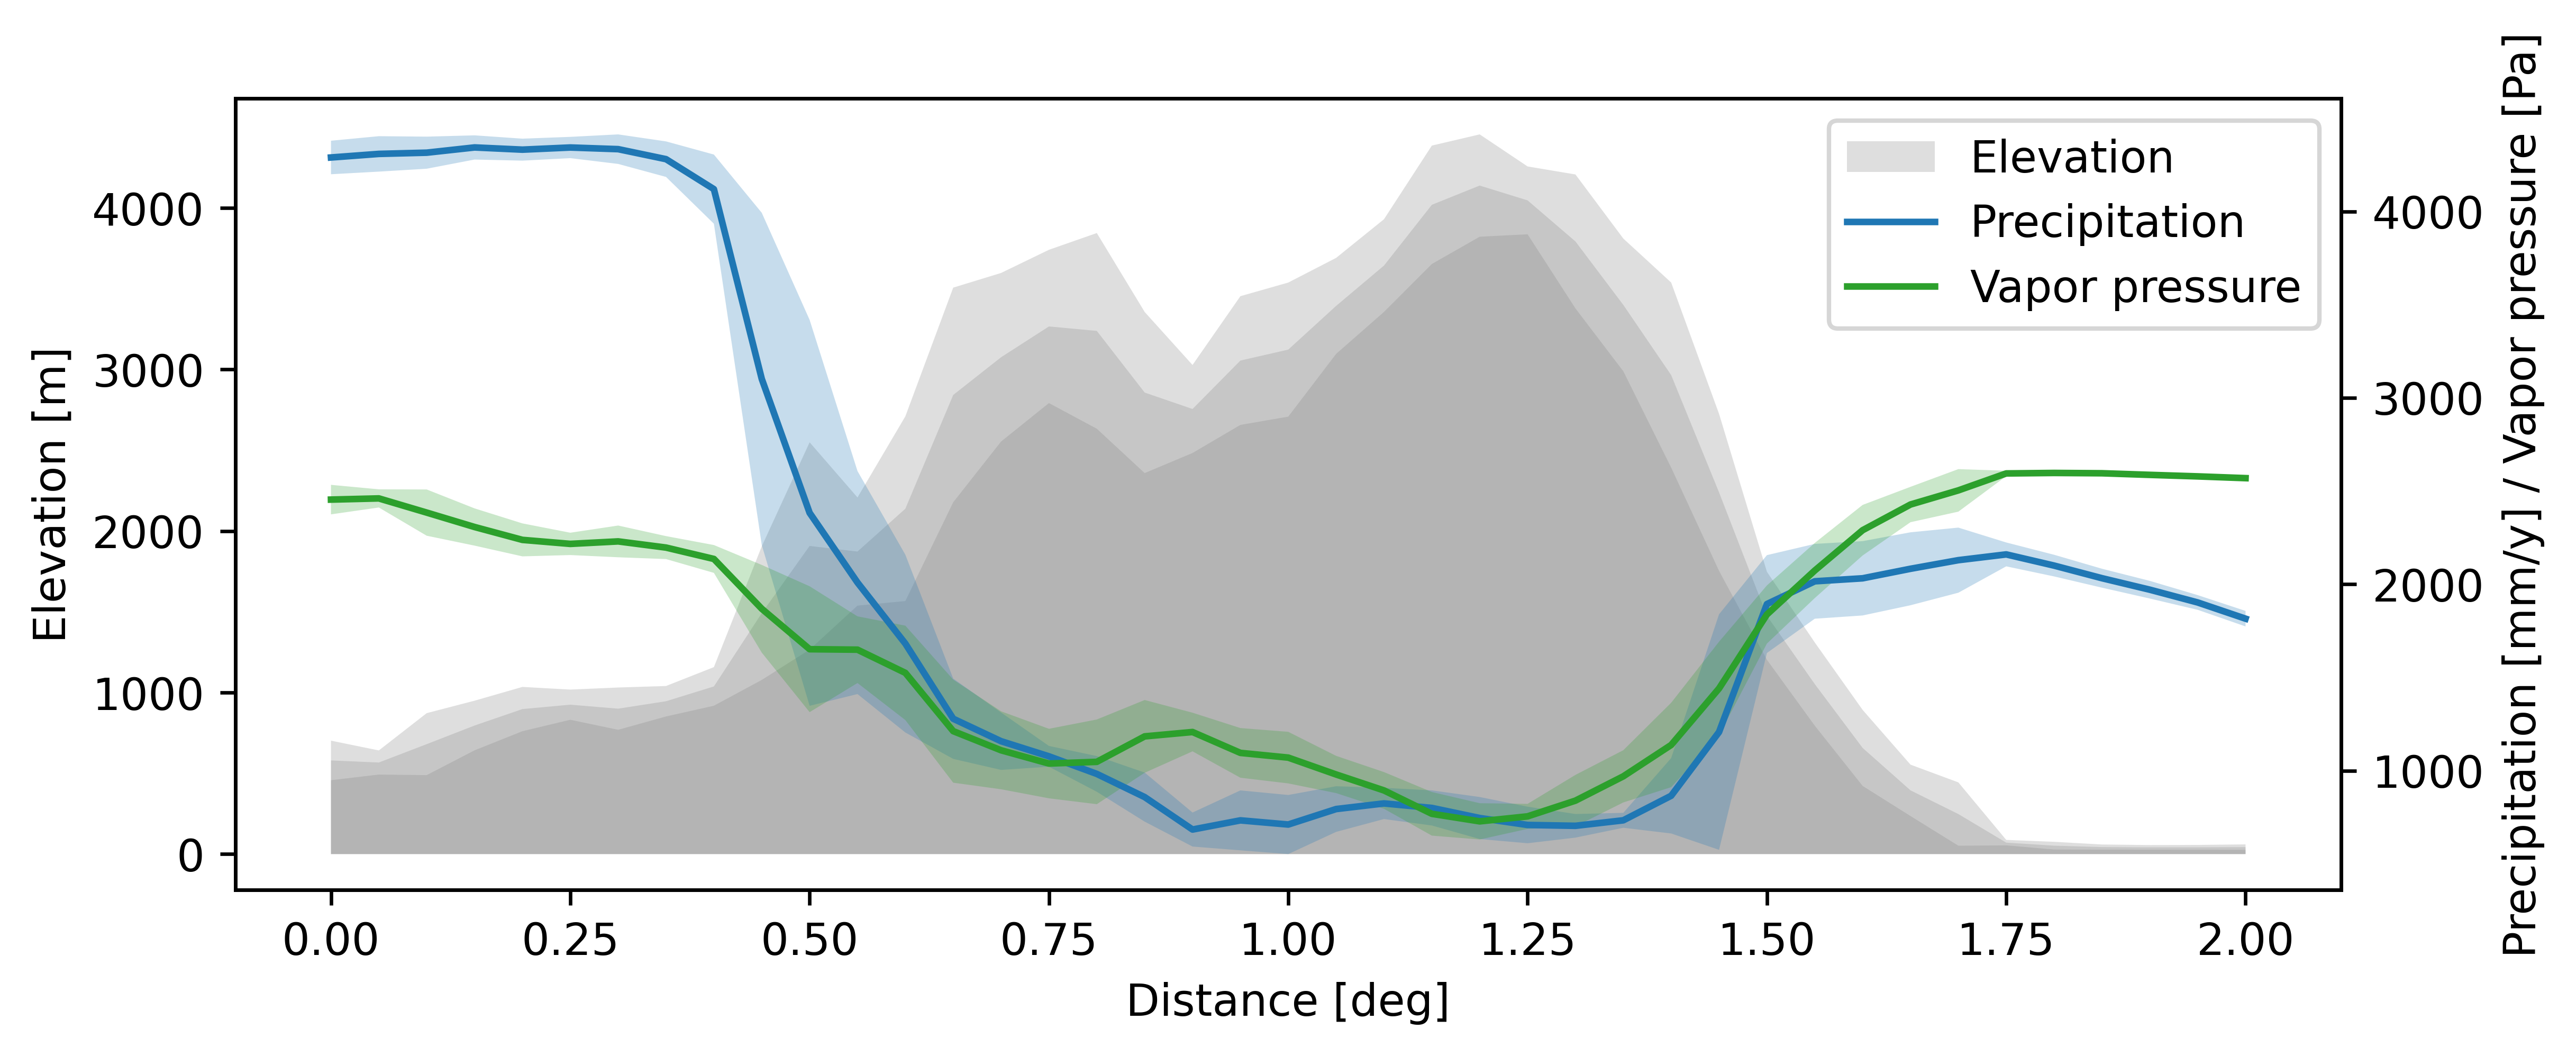 Elevation [m]
4000
3000
2000
1000
0
Elevation
Precipitation
Vapor pressure
4000
3000
2000
1000
Precipitation [mm/y] / Vapor pressure [Pa]
0.00 0.25 0.50 0.75 1.00 1.25 1.50 1.75 2.00
Distance [deg]